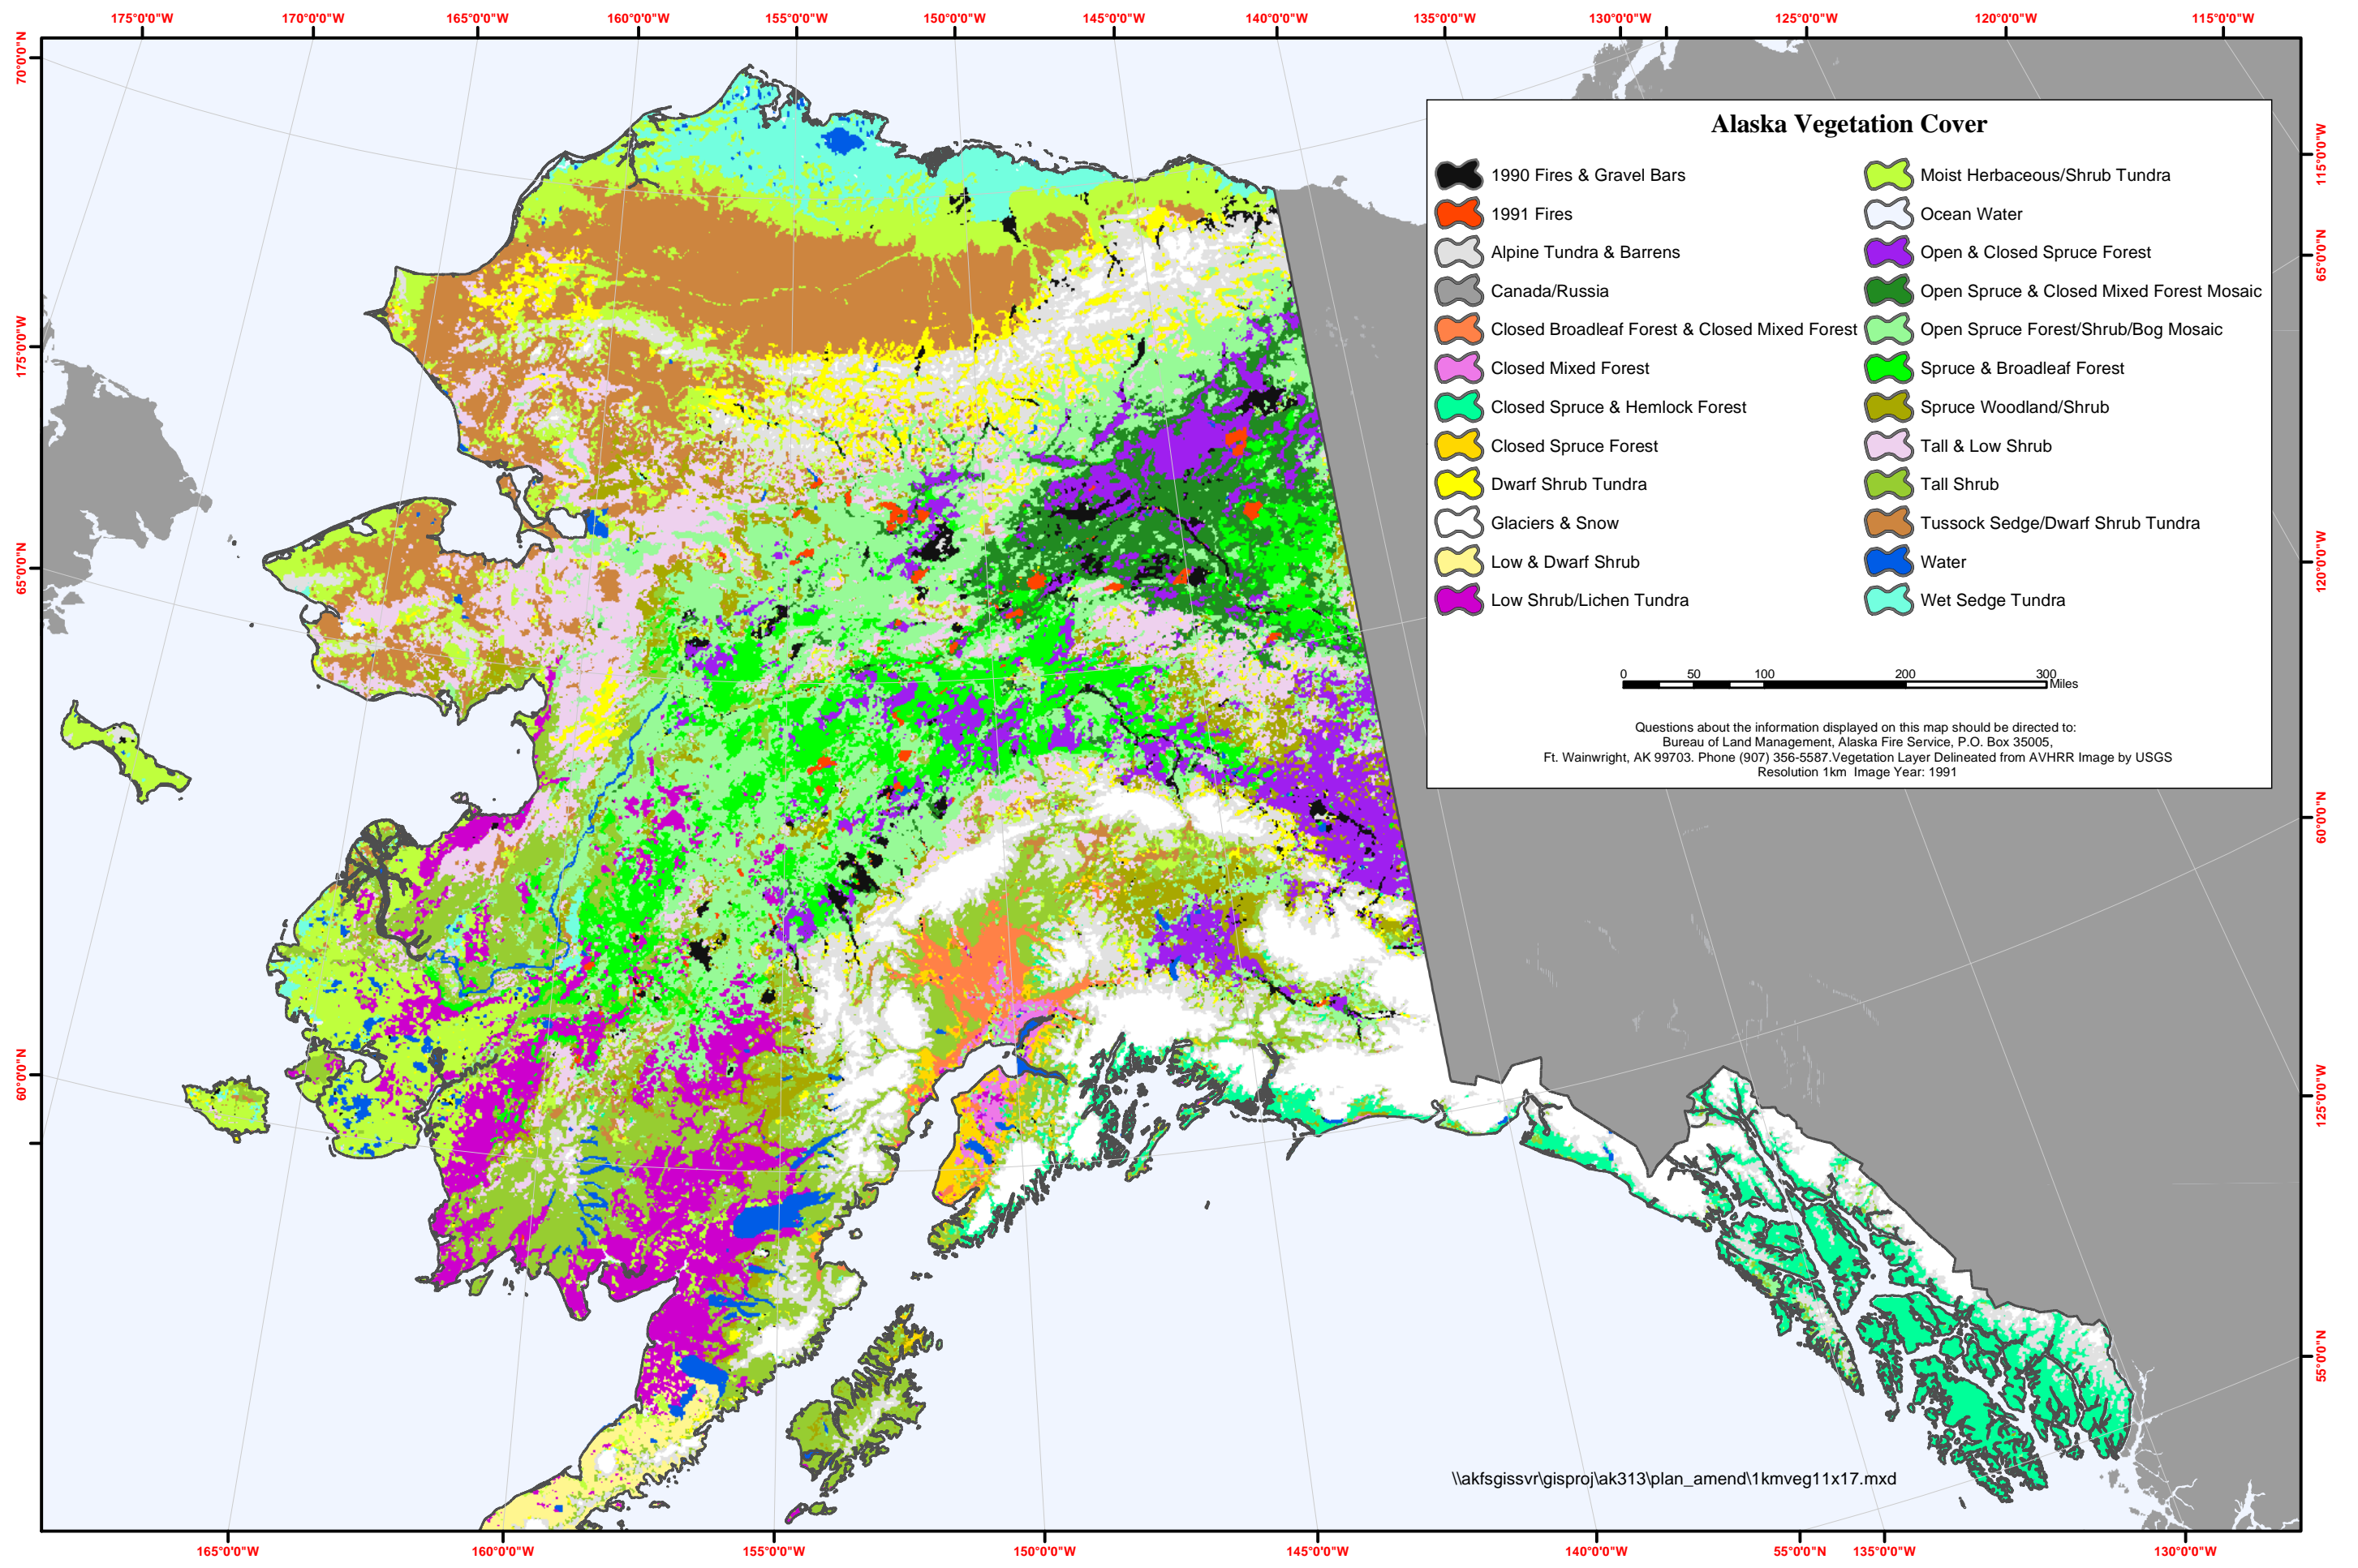 175°0'0"W 170°0'0"W 165°0'0"W 160°0'0"W 155°0'0"W 150°0'0"W 145°0'0"W 140°0'0"W 135°0'0"W 130°0'0"W 125°0'0"W 120°0'0"W 115°0'0"W
70°0'0"N
175°0'0"W
65°0'0"N
60°0'0"N
115°0'0"W
65°0'0"N
120°0'0"W
60°0'0"N
125°0'0"W
55°0'0"N
Alaska Vegetation Cover
1990 Fires & Gravel Bars
1991 Fires
Alpine Tundra & Barrens
Canada/Russia
Closed Broadleaf Forest & Closed Mixed Forest
Closed Mixed Forest
Closed Spruce & Hemlock Forest
Closed Spruce Forest
Dwarf Shrub Tundra
Glaciers & Snow
Low & Dwarf Shrub
Low Shrub/Lichen Tundra
Moist Herbaceous/Shrub Tundra
Ocean Water
Open & Closed Spruce Forest
Open Spruce & Closed Mixed Forest Mosaic
Open Spruce Forest/Shrub/Bog Mosaic
Spruce & Broadleaf Forest
Spruce Woodland/Shrub
Tall & Low Shrub
Tall Shrub
Tussock Sedge/Dwarf Shrub Tundra
Water
Wet Sedge Tundra
0 50 100 200 300
Miles
Questions about the information displayed on this map should be directed to:
Bureau of Land Management, Alaska Fire Service, P.O. Box 35005,
Ft. Wainwright, AK 99703. Phone (907) 356-5587.Vegetation Layer Delineated from AVHRR Image by USGS
Resolution 1km Image Year: 1991
\\akfsgissvr\gisproj\ak313\plan_amend\1kmveg11x17.mxd
165°0'0"W 160°0'0"W 155°0'0"W 150°0'0"W 145°0'0"W 140°0'0"W 55°0'0"N 135°0'0"W 130°0'0"W